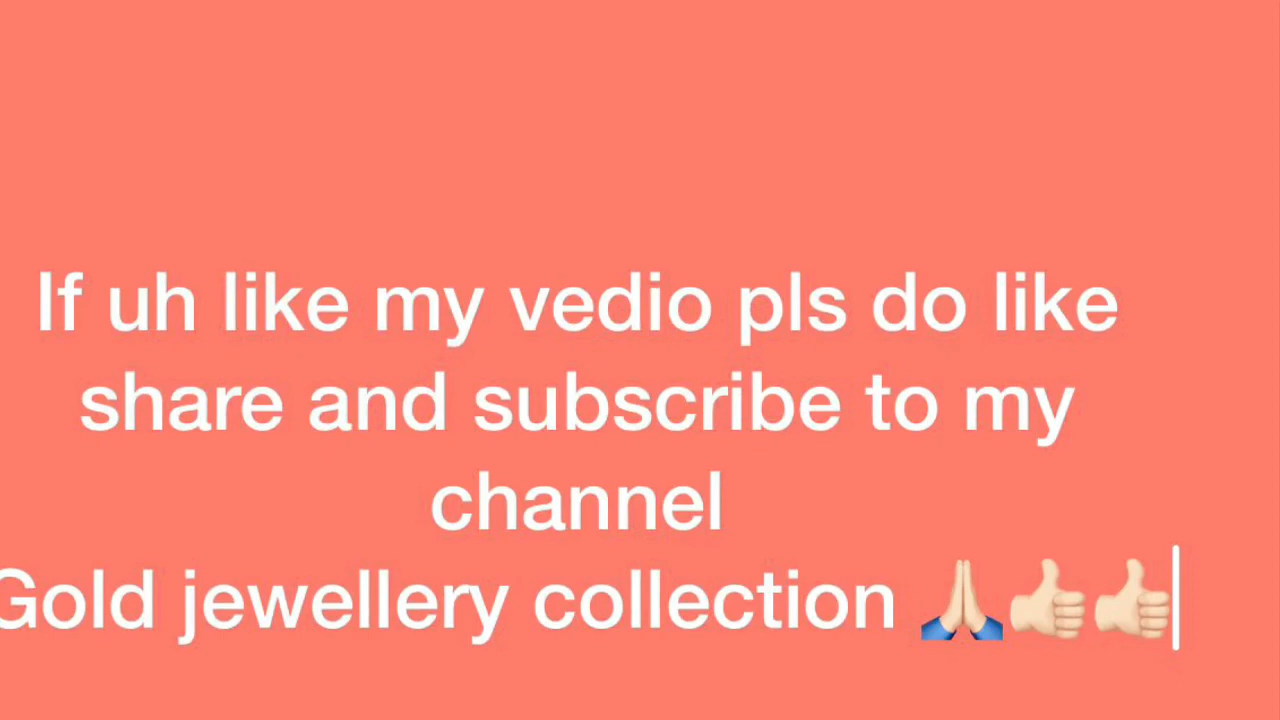 If uh like my vedio pls do like
share and subscribe to my
channel
Gold jewellery collection 🙏🏻👍🏻👍🏻